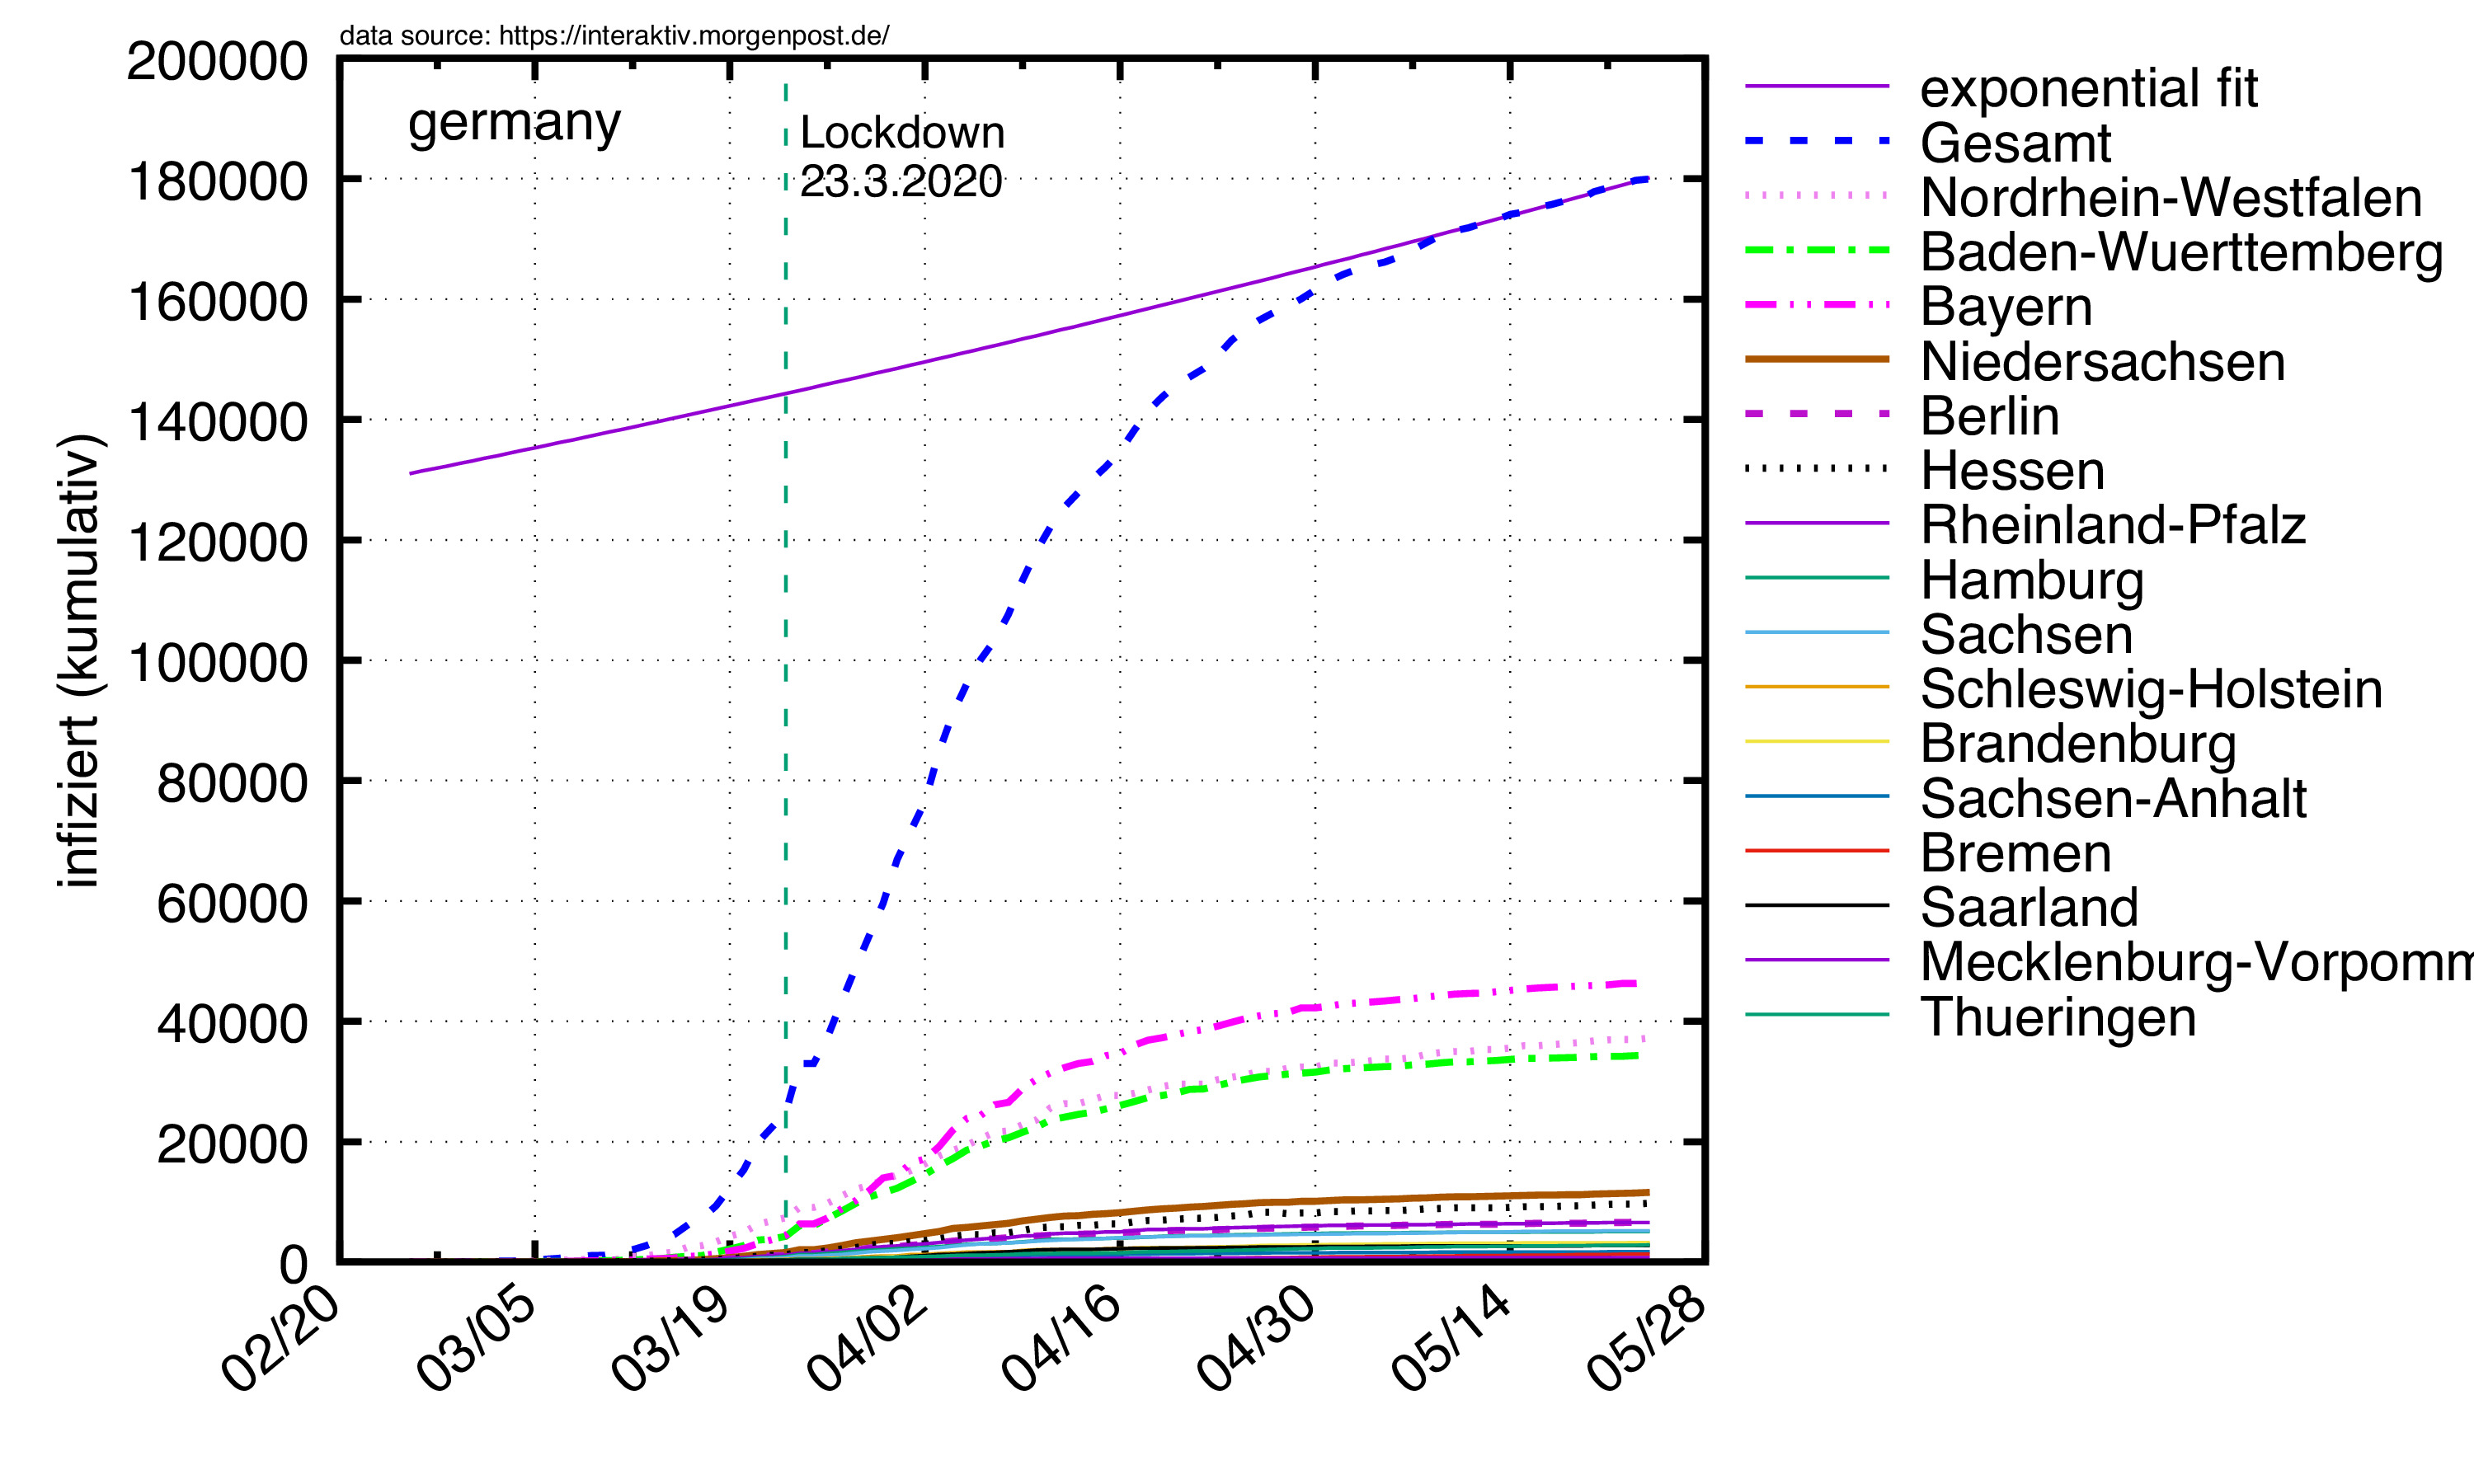 data source: https://interaktiv.morgenpost.de/
200000
180000
160000
140000
120000
100000
80000
60000
40000
20000
0
infiziert (kumulativ)
germany
Lockdown
23.3.2020
02/20
03/05
03/19
04/02
04/16
04/30
05/14
05/28
exponential fit
Gesamt
Nordrhein-Westfalen
Baden-Wuerttemberg
Bayern
Niedersachsen
Berlin
Hessen
Rheinland-Pfalz
Hamburg
Sachsen
Schleswig-Holstein
Brandenburg
Sachsen-Anhalt
Bremen
Saarland
Mecklenburg-Vorpomm
Thueringen